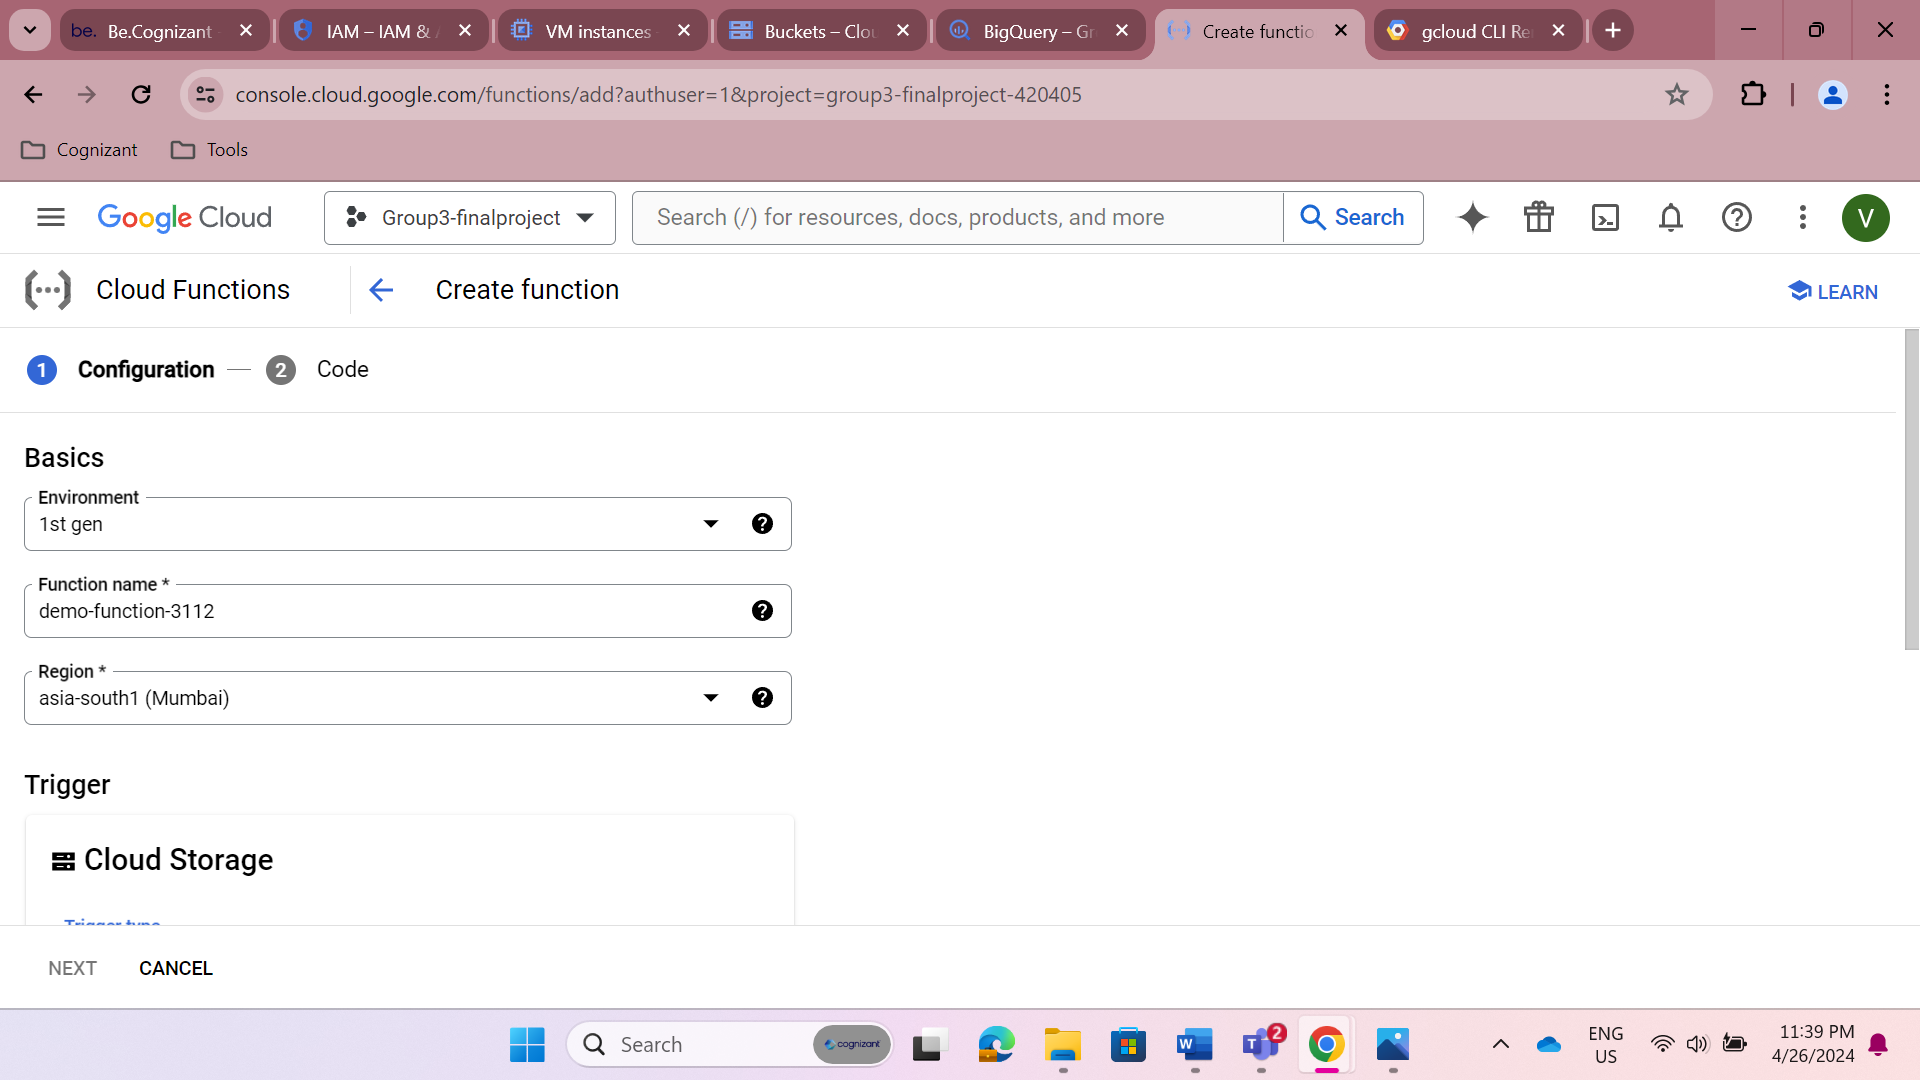 be. Be.Cognizant
IAM – IAM & A
VM instances
Buckets – Clou
BigQuery – Gr
Create functio
gcloud CLI Re
console.cloud.google.com/functions/add?authuser=1&project=group3-finalproject-420405
Cognizant
Tools
Google Cloud
Group3-finalproject
Search (/) for resources, docs, products, and more
Search
V
Cloud Functions
Create function
LEARN
1 Configuration
2 Code
Basics
Environment
1st gen
Function name *
demo-function-3112
Region *
asia-south1 (Mumbai)
Trigger
Cloud Storage
Trigger type
NEXT
CANCEL
Search
cognizant
W
T
2
ENG
US
11:39 PM
4/26/2024